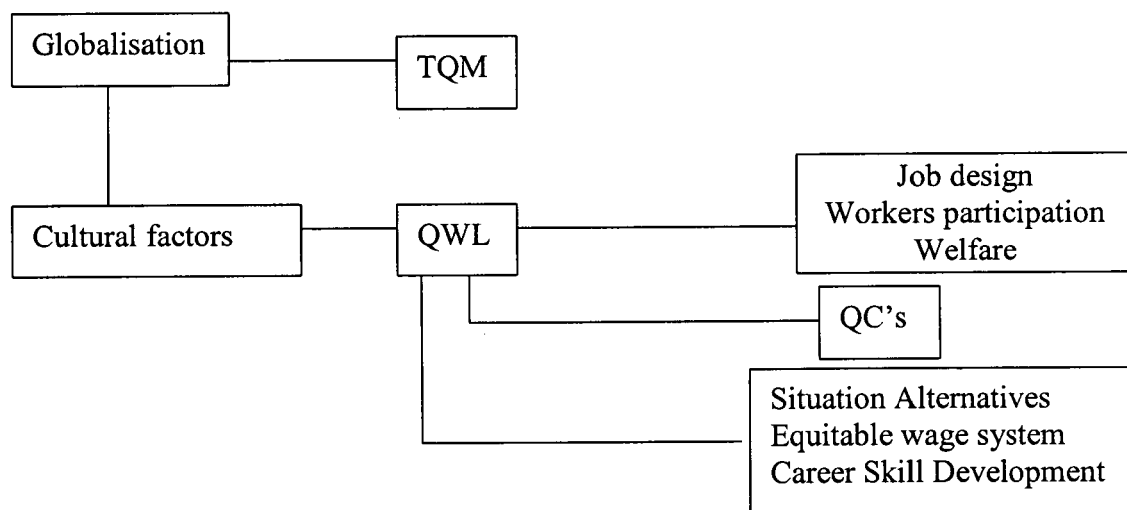 Globalisation
TQM
Cultural factors
QWL
Job design
Workers participation
Welfare
QC's
Situation Alternatives
Equitable wage system
Career Skill Development